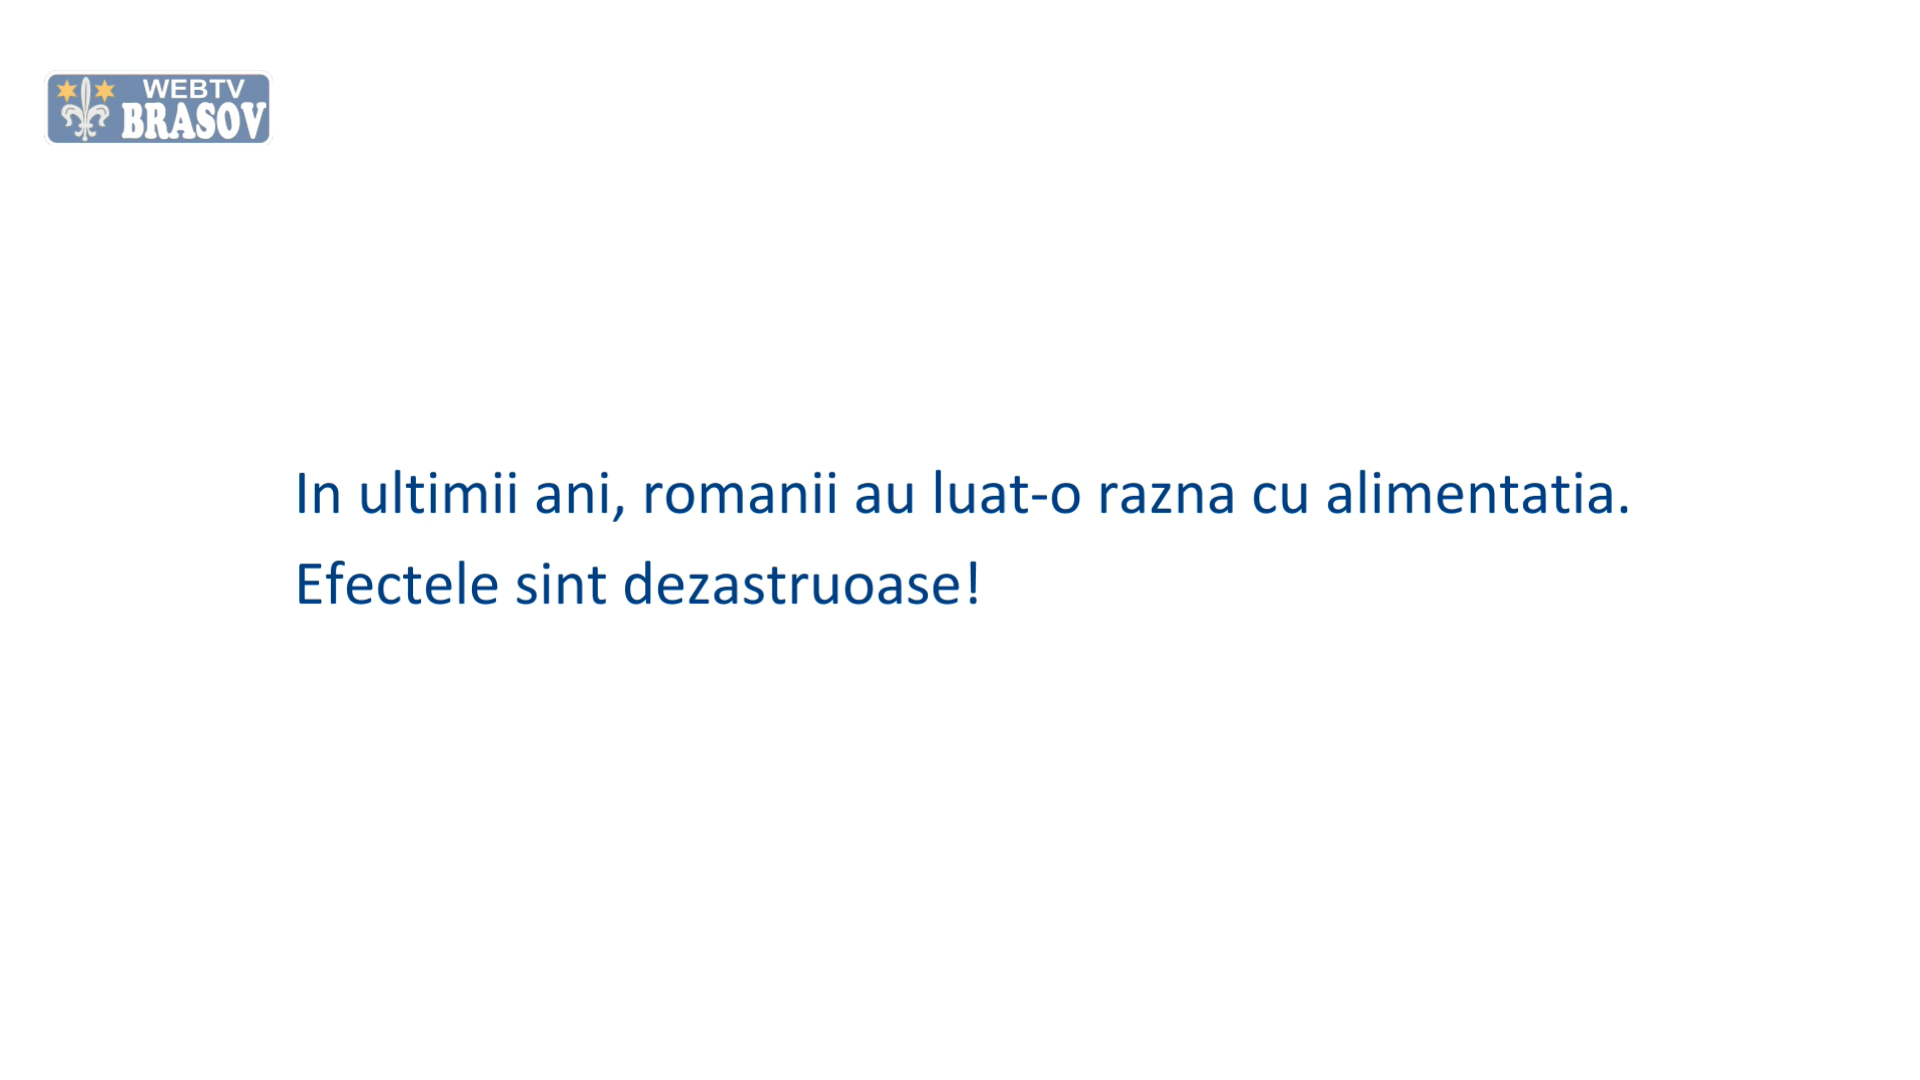 WEBTV
BRASOV
In ultimii ani, romanii au luat-o razna cu alimentatia.
Efectele sint dezastruoase!